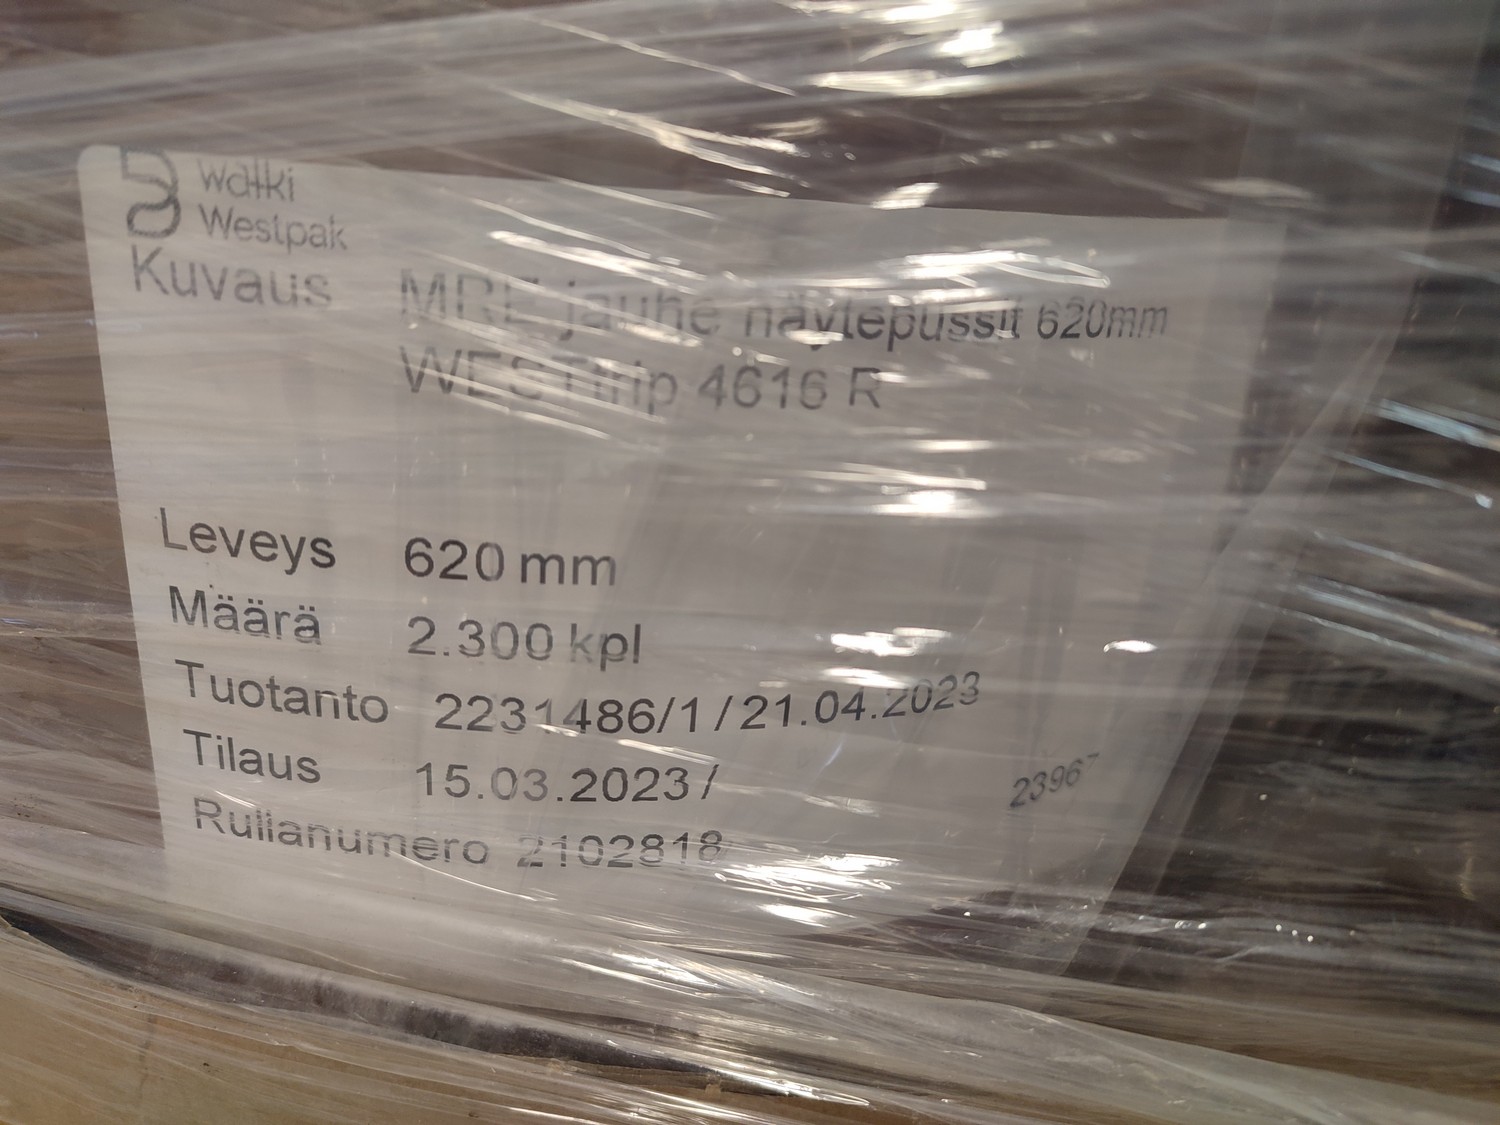 Walki
Westpak
Kuvaus MRE jauhe näytepussit 620mm
WESTtrip 4616 R
Leveys 620 mm
Määrä 2.300 kpl
Tuotanto 2231486/1 / 21.04.2023
Tilaus 15.03.2023 /
23967
Rullanumero 2102818